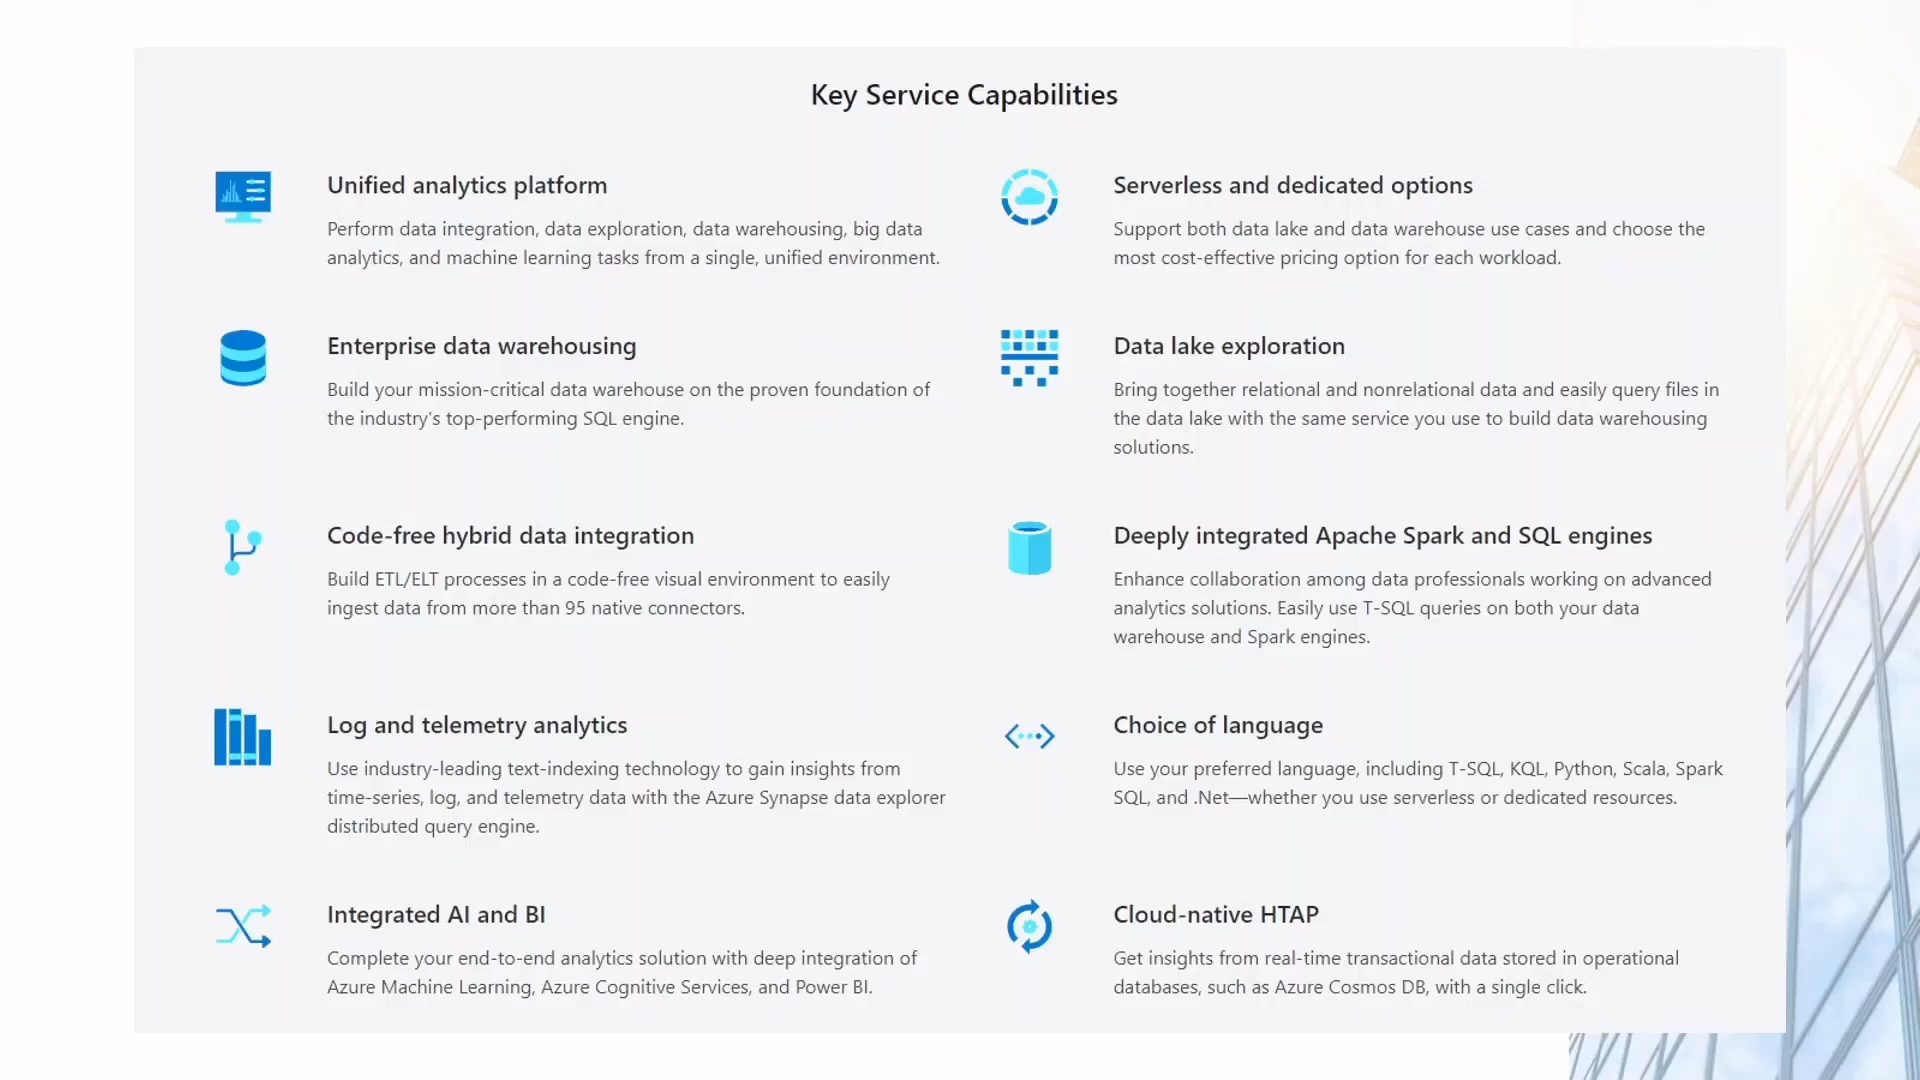 Key Service Capabilities
Unified analytics platform
Perform data integration, data exploration, data warehousing, big data
analytics, and machine learning tasks from a single, unified environment.
Serverless and dedicated options
Support both data lake and data warehouse use cases and choose the
most cost-effective pricing option for each workload.
Enterprise data warehousing
Build your mission-critical data warehouse on the proven foundation of
the industry's top-performing SQL engine.
Data lake exploration
Bring together relational and nonrelational data and easily query files in
the data lake with the same service you use to build data warehousing
solutions.
Code-free hybrid data integration
Build ETL/ELT processes in a code-free visual environment to easily
ingest data from more than 95 native connectors.
Deeply integrated Apache Spark and SQL engines
Enhance collaboration among data professionals working on advanced
analytics solutions. Easily use T-SQL queries on both your data
warehouse and Spark engines.
Log and telemetry analytics
Use industry-leading text-indexing technology to gain insights from
time-series, log, and telemetry data with the Azure Synapse data explorer
distributed query engine.
Choice of language
Use your preferred language, including T-SQL, KQL, Python, Scala, Spark
SQL, and .Net—whether you use serverless or dedicated resources.
Integrated AI and BI
Complete your end-to-end analytics solution with deep integration of
Azure Machine Learning, Azure Cognitive Services, and Power BI.
Cloud-native HTAP
Get insights from real-time transactional data stored in operational
databases, such as Azure Cosmos DB, with a single click.